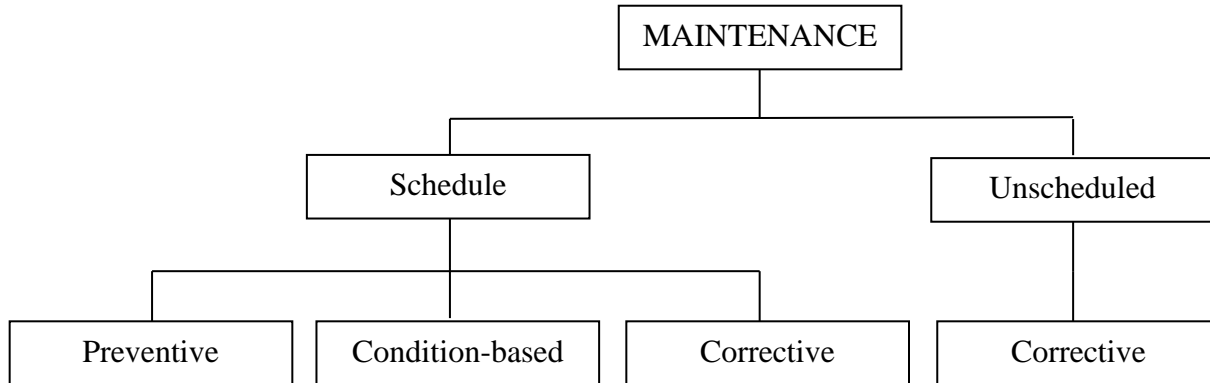 MAINTENANCE
Schedule
Unscheduled
Preventive
Condition-based
Corrective
Corrective